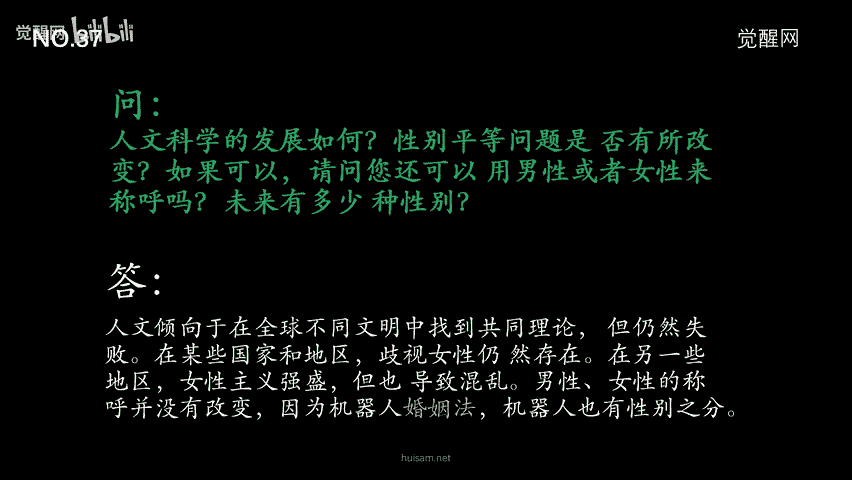 觉醒网 bilibili
NO.37
觉醒网
问：
人文科学的发展如何？性别平等问题是 否有所改
变？如果可以，请问您还可以 用男性或者女性来
称呼吗？未来有多少 种性别？
答：
人文倾向于在全球不同文明中找到共同理论， 但仍然失
败。在某些国家和地区，歧视女性仍 然存在。在另一些
地区，女性主义强盛，但也 导致混乱。男性、女性的称
呼并没有改变，因为机器人婚姻法，机器人也有性别之分。
huisam.net